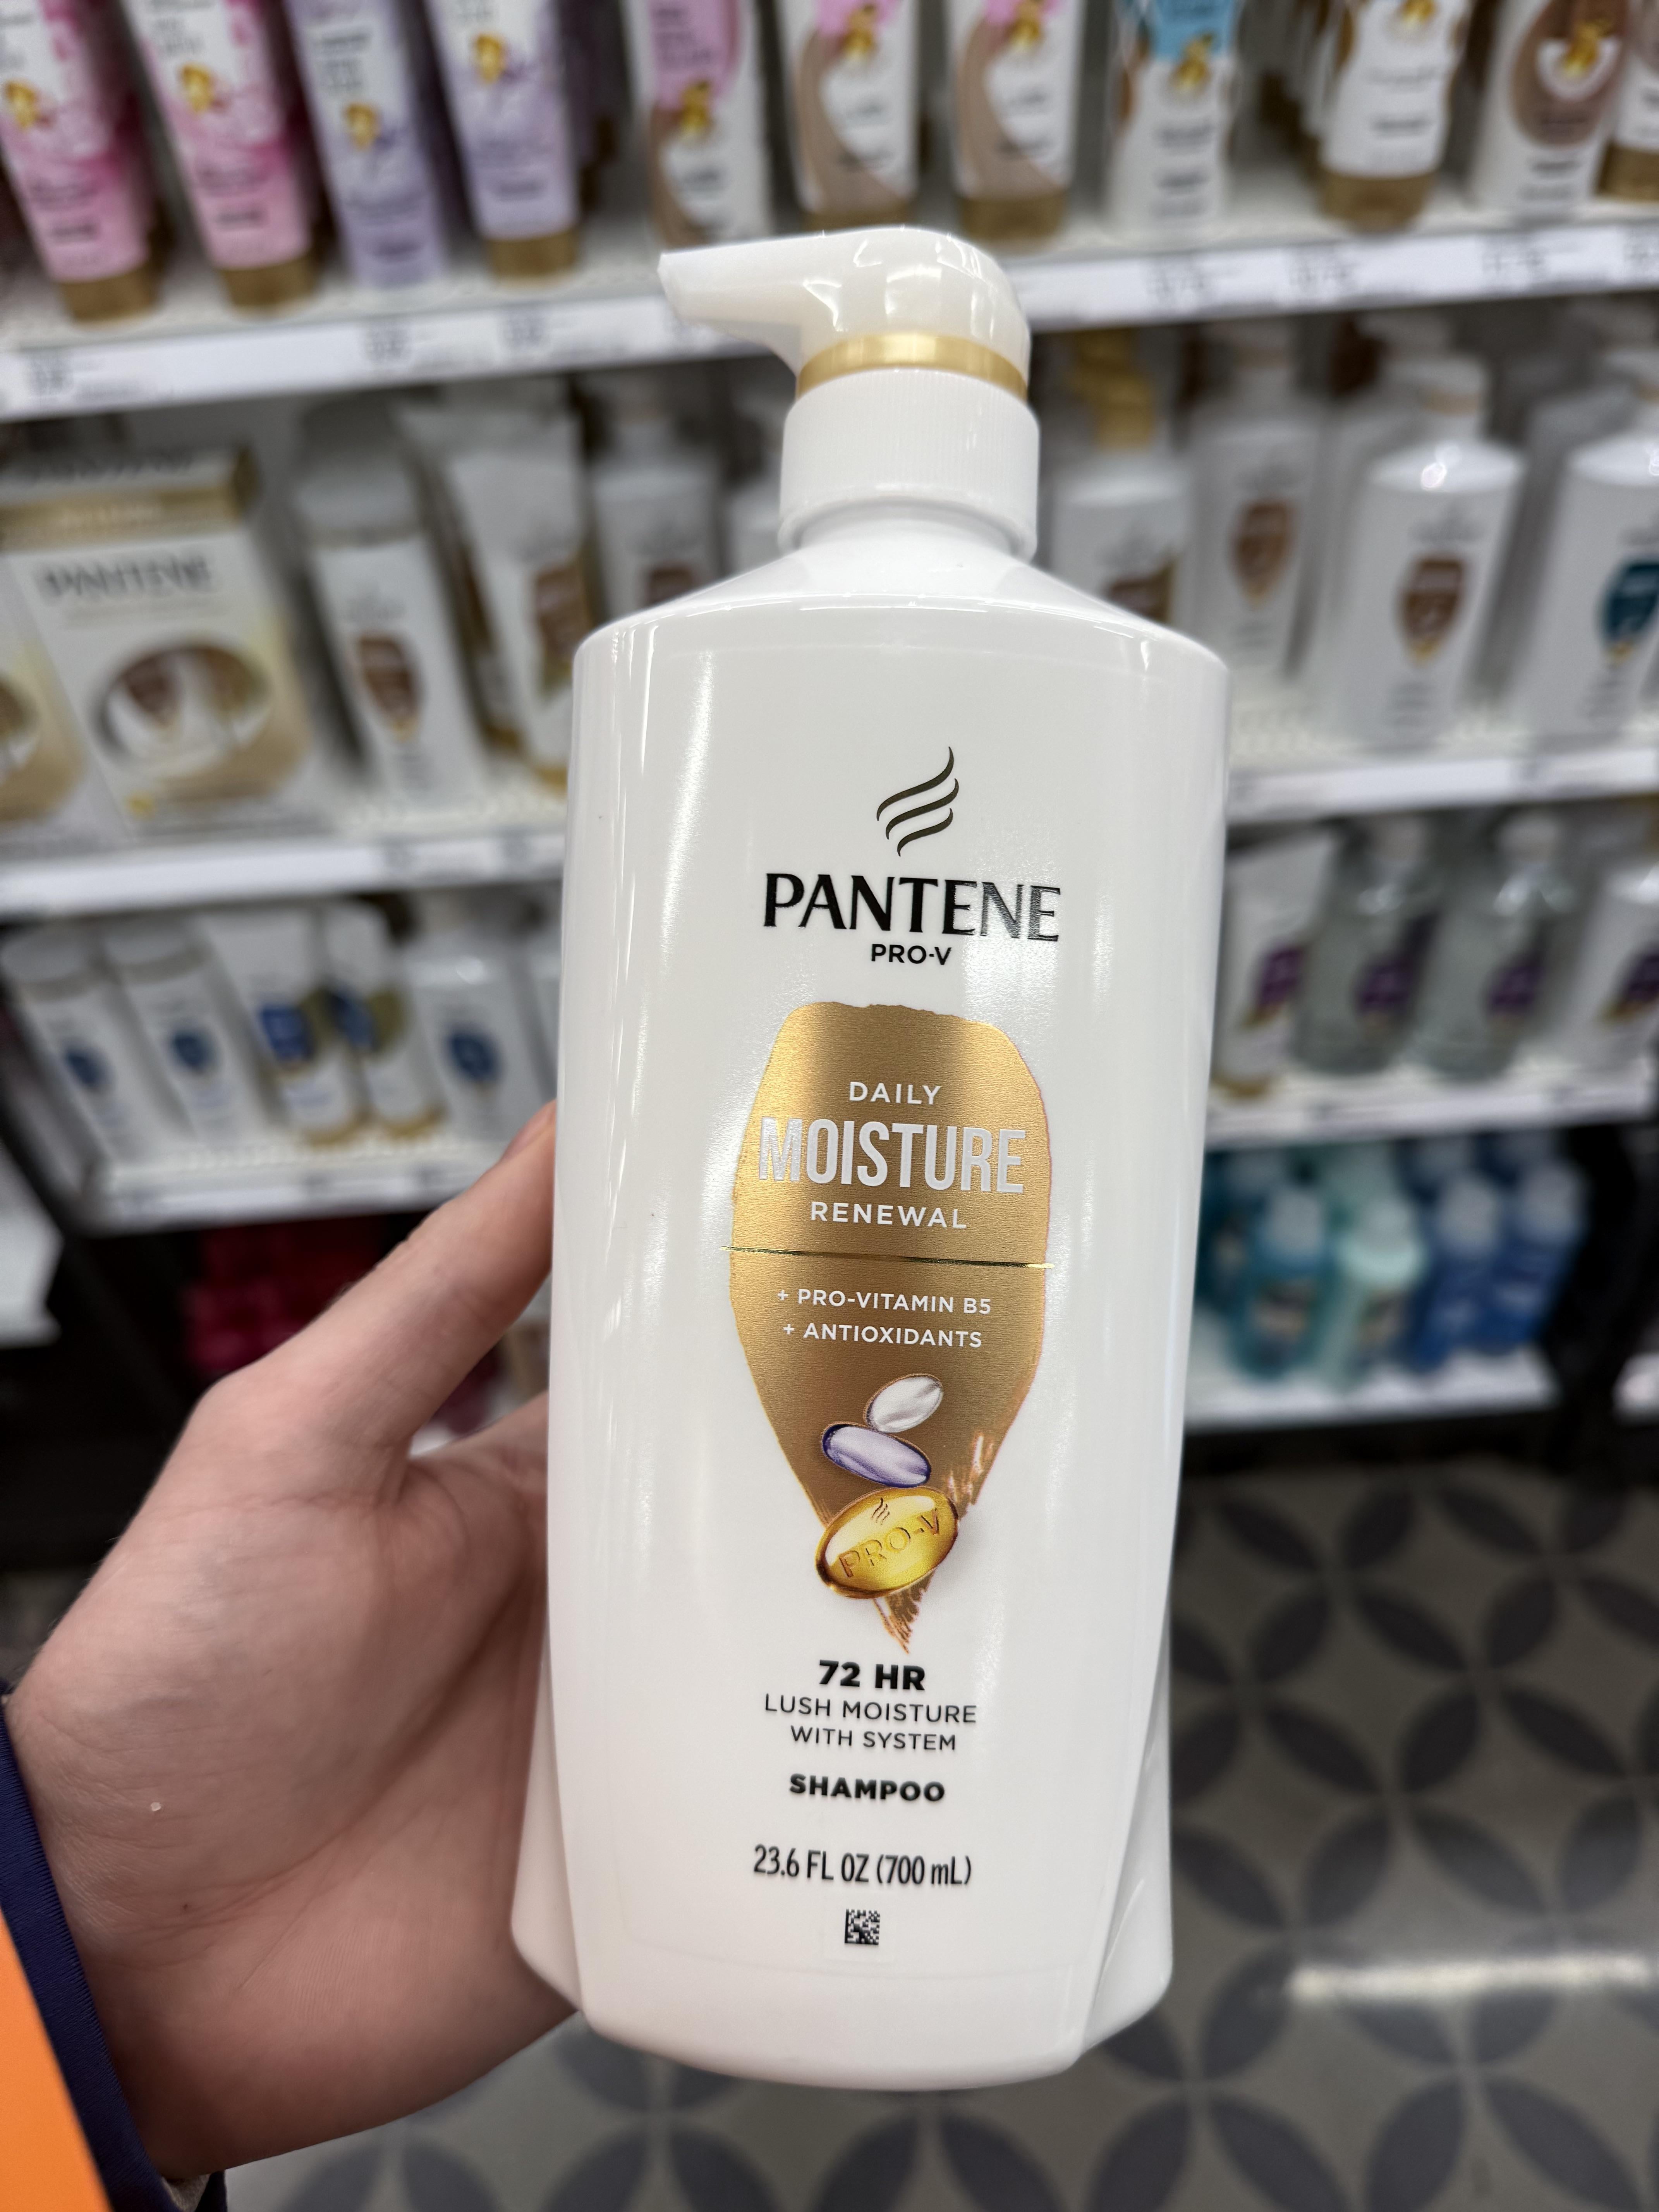 PANTENE
PRO-V
DAILY
MOISTURE
RENEWAL
+ PRO-VITAMIN B5
+ ANTIOXIDANTS
PRO-V
72 HR
LUSH MOISTURE
WITH SYSTEM
SHAMPOO
23.6 FL OZ (700 mL)
PANTENE